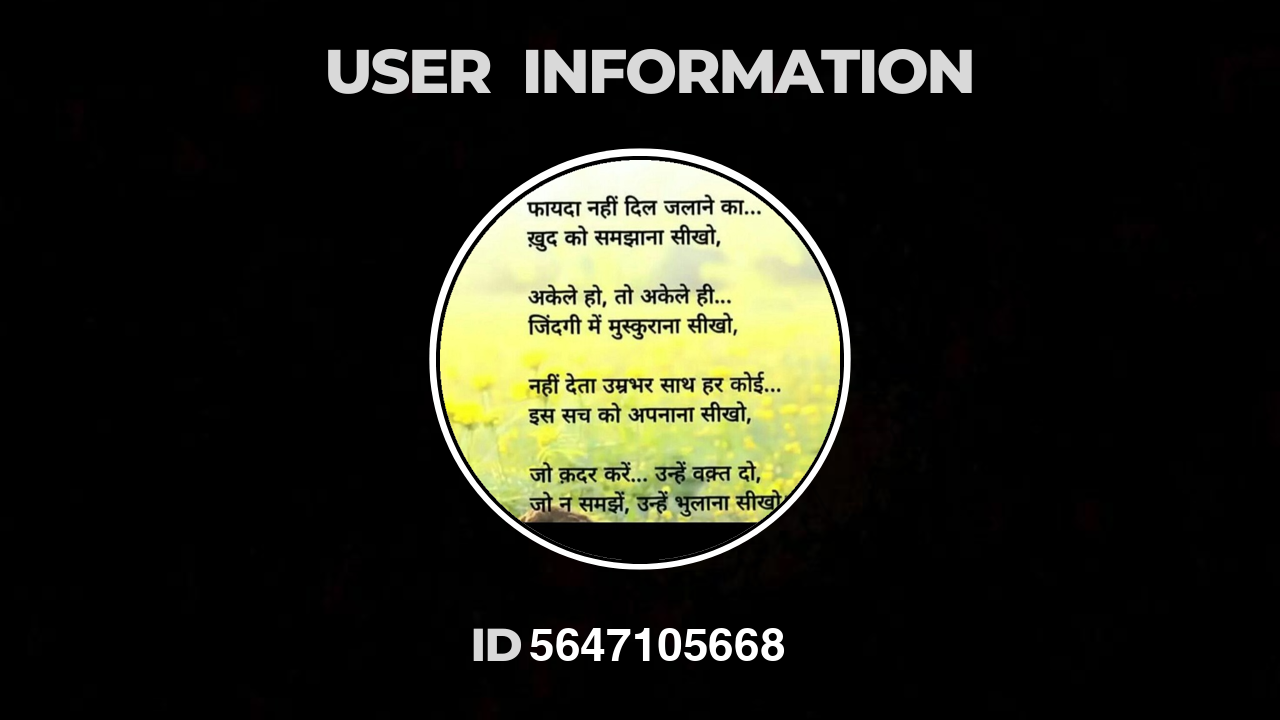 USER INFORMATION
फायदा नहीं दिल जलाने का...
ख़ुद को समझाना सीखो,
अकेले हो, तो अकेले ही...
जिंदगी में मुस्कुराना सीखो,
नहीं देता उम्रभर साथ हर कोई...
इस सच को अपनाना सीखो,
जो क़दर करें... उन्हें वक़्त दो,
जो न समझें, उन्हें भुलाना सीखो
ID 5647105668